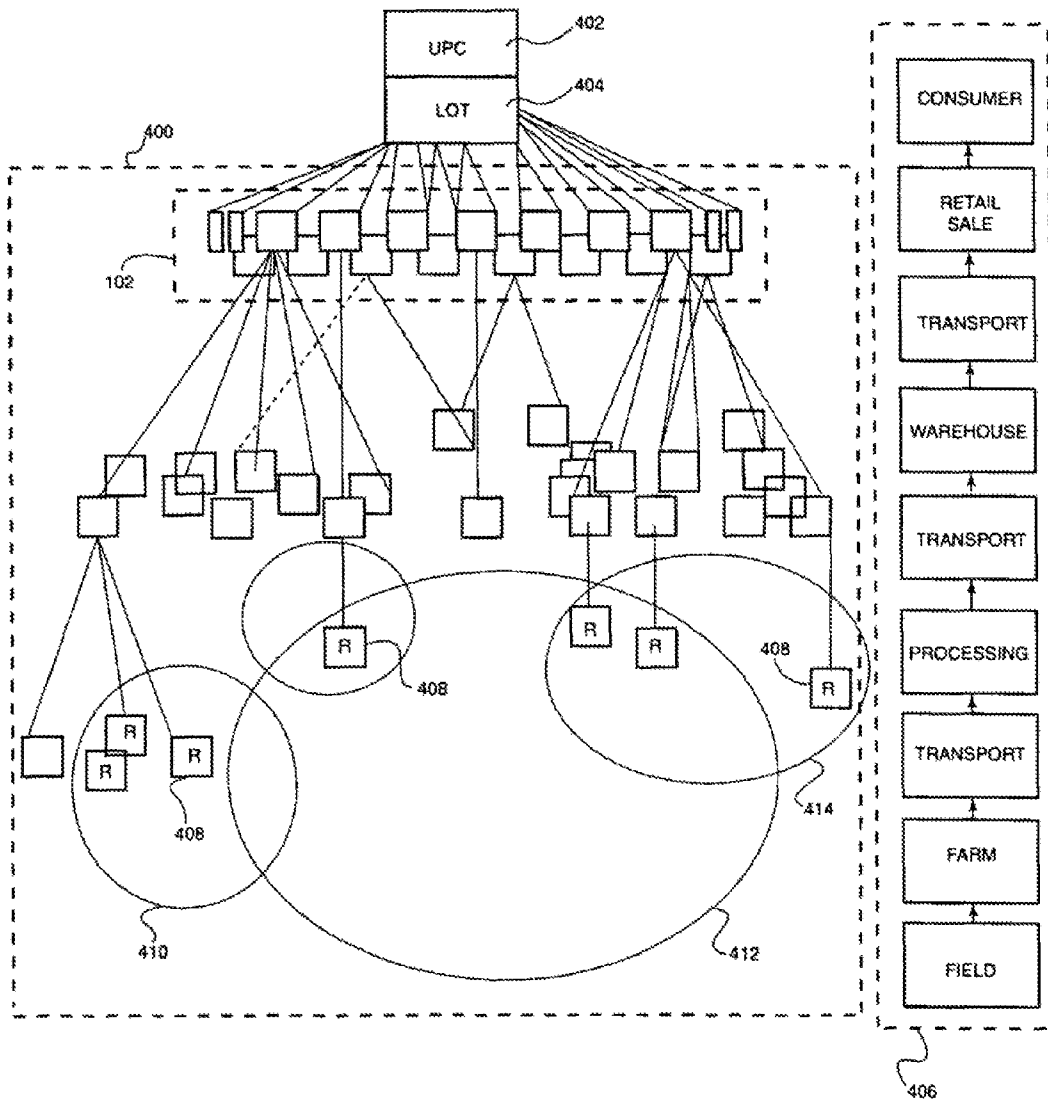 UPC
402
LOT
404
400
102
R
408
R
R
R
408
R
R
R
408
414
410
412
CONSUMER
RETAIL
SALE
TRANSPORT
WAREHOUSE
TRANSPORT
PROCESSING
TRANSPORT
FARM
FIELD
406